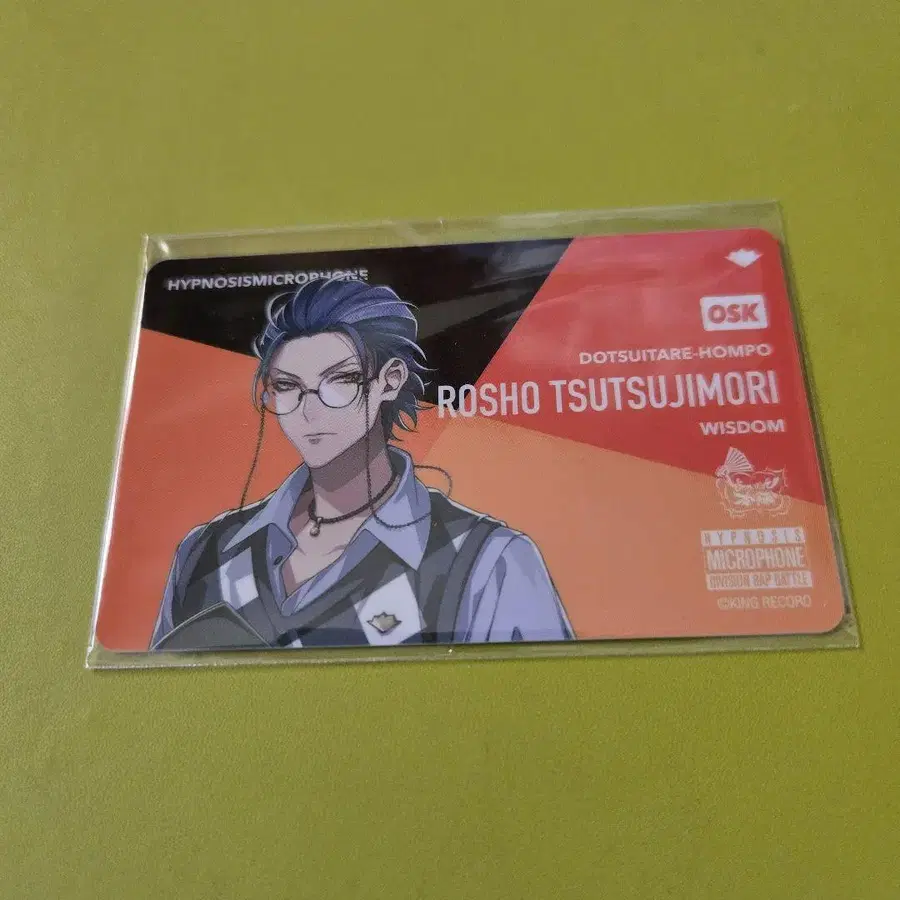 HYPNOSISMICROPHONE
OSK
DOTSUITARE-HOMPO
ROSHO TSUTSUJIMORI
WISDOM
HYPNOSIS
MICROPHONE
DIVISION RAP BATTLE
©KING RECORD